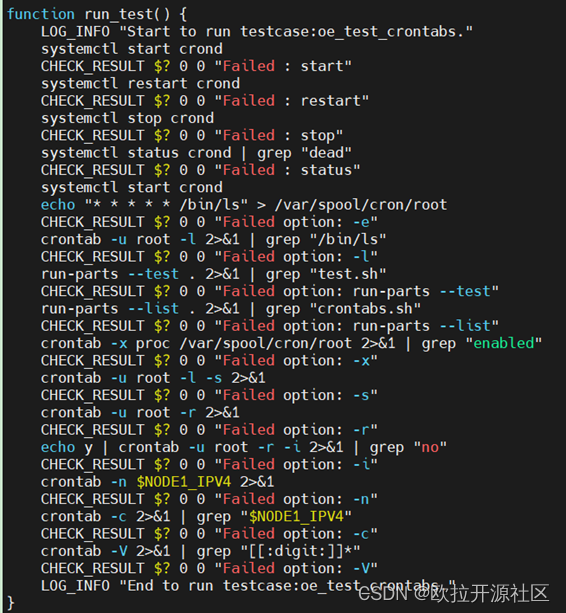 function run_test() {
    LOG_INFO "Start to run testcase:oe_test_crontabs."
    systemctl start crond
    CHECK_RESULT $? 0 0 "Failed : start"
    systemctl restart crond
    CHECK_RESULT $? 0 0 "Failed : restart"
    systemctl stop crond
    CHECK_RESULT $? 0 0 "Failed : stop"
    systemctl status crond | grep "dead"
    CHECK_RESULT $? 0 0 "Failed : status"
    systemctl start crond
    echo "* * * * * /bin/ls" > /var/spool/cron/root
    CHECK_RESULT $? 0 0 "Failed option: -e"
    crontab -u root -l 2>&1 | grep "/bin/ls"
    CHECK_RESULT $? 0 0 "Failed option: -l"
    run-parts --test . 2>&1 | grep "test.sh"
    CHECK_RESULT $? 0 0 "Failed option: run-parts --test"
    run-parts --list . 2>&1 | grep "crontabs.sh"
    CHECK_RESULT $? 0 0 "Failed option: run-parts --list"
    crontab -x proc /var/spool/cron/root 2>&1 | grep "enabled"
    CHECK_RESULT $? 0 0 "Failed option: -x"
    crontab -u root -l -s 2>&1
    CHECK_RESULT $? 0 0 "Failed option: -s"
    crontab -u root -r 2>&1
    CHECK_RESULT $? 0 0 "Failed option: -r"
    echo y | crontab -u root -r -i 2>&1 | grep "no"
    CHECK_RESULT $? 0 0 "Failed option: -i"
    crontab -n $NODE1_IPV4 2>&1
    CHECK_RESULT $? 0 0 "Failed option: -n"
    crontab -c 2>&1 | grep "$NODE1_IPV4"
    CHECK_RESULT $? 0 0 "Failed option: -c"
    crontab -V 2>&1 | grep "[[:digit:]]*"
    CHECK_RESULT $? 0 0 "Failed option: -V"
    LOG_INFO "End to run testcase:oe_test_crontabs."
}
CSDN @欧拉开源社区